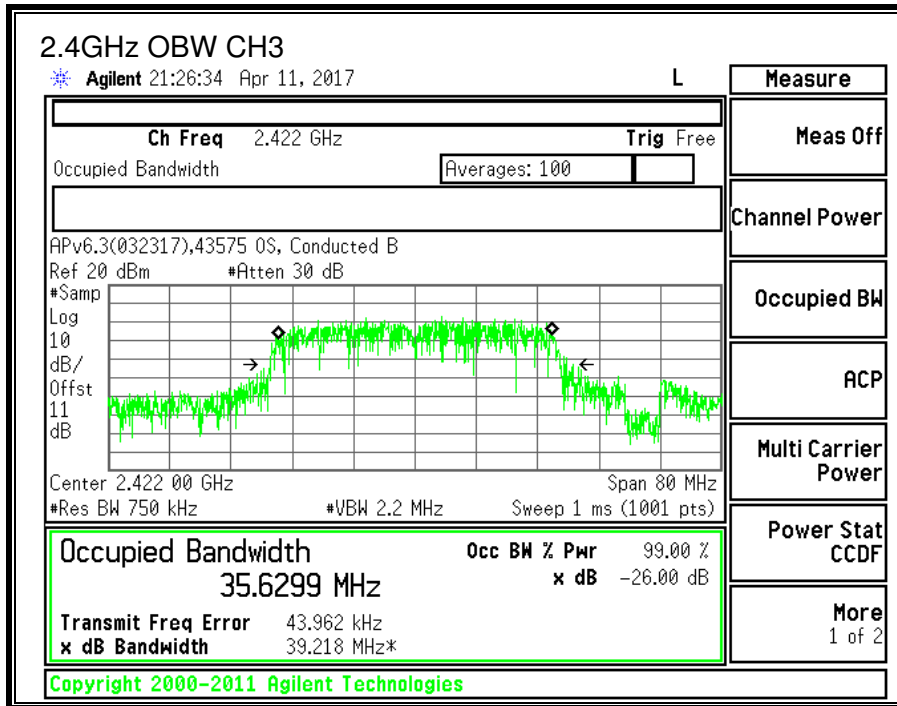 2.4GHz OBW CH3
Agilent 21:26:34 Apr 11, 2017 L
Ch Freq 2.422 GHz Trig Free
Occupied Bandwidth Averages: 100
APv6.3(032317),43575 OS, Conducted B
Ref 20 dBm #Atten 30 dB
#Samp
Log
10
dB/
Offst
11
dB
Center 2.422 00 GHz Span 80 MHz
#Res BW 750 kHz #VBW 2.2 MHz Sweep 1 ms (1001 pts)
Occupied Bandwidth Occ BW % Pwr 99.00 %
35.6299 MHz x dB -26.00 dB
Transmit Freq Error 43.962 kHz
x dB Bandwidth 39.218 MHz*
Copyright 2000-2011 Agilent Technologies
Measure
Meas Off
Channel Power
Occupied BW
ACP
Multi Carrier
Power
Power Stat
CCDF
More
1 of 2